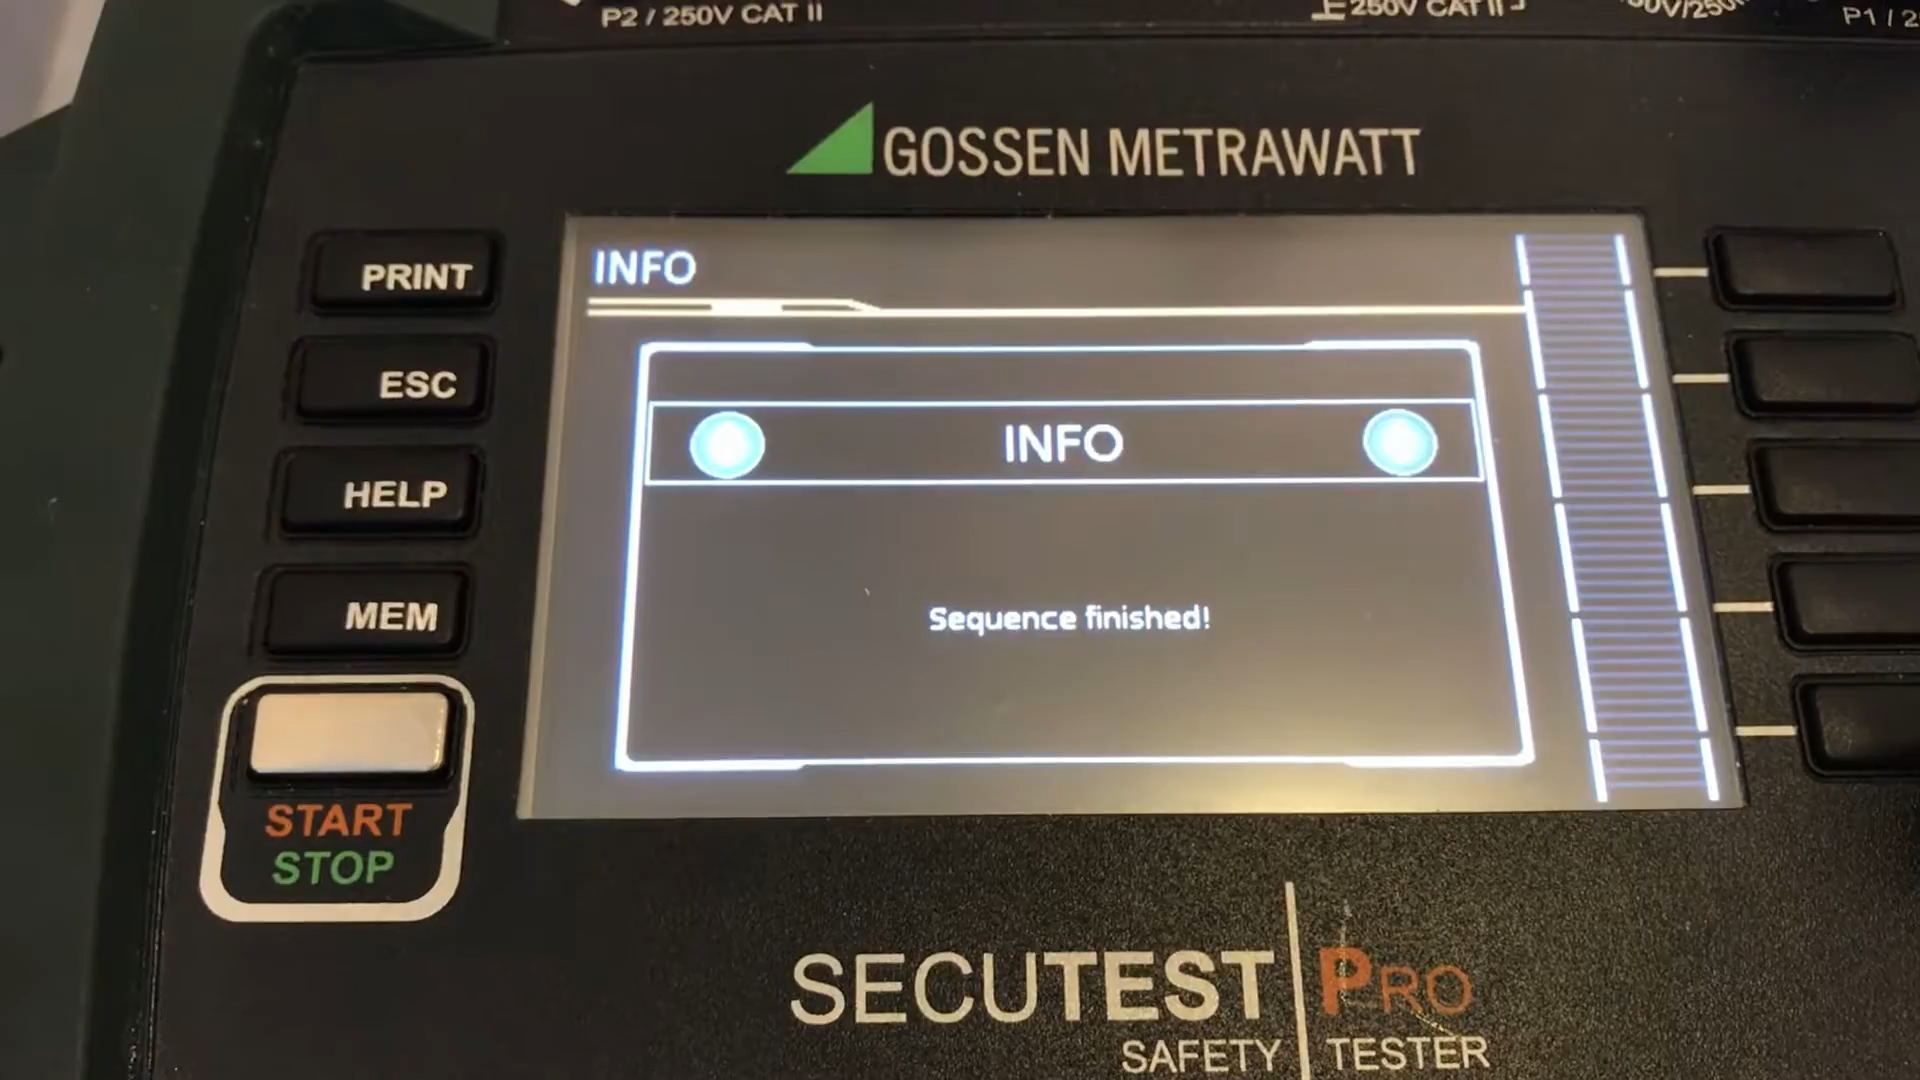 P2 / 250V CAT II
250V CAT II
P1 / 2
GOSSEN METRAWATT
PRINT
ESC
HELP
MEM
START
STOP
INFO
INFO
Sequence finished!
SECUTEST PRO
SAFETY TESTER